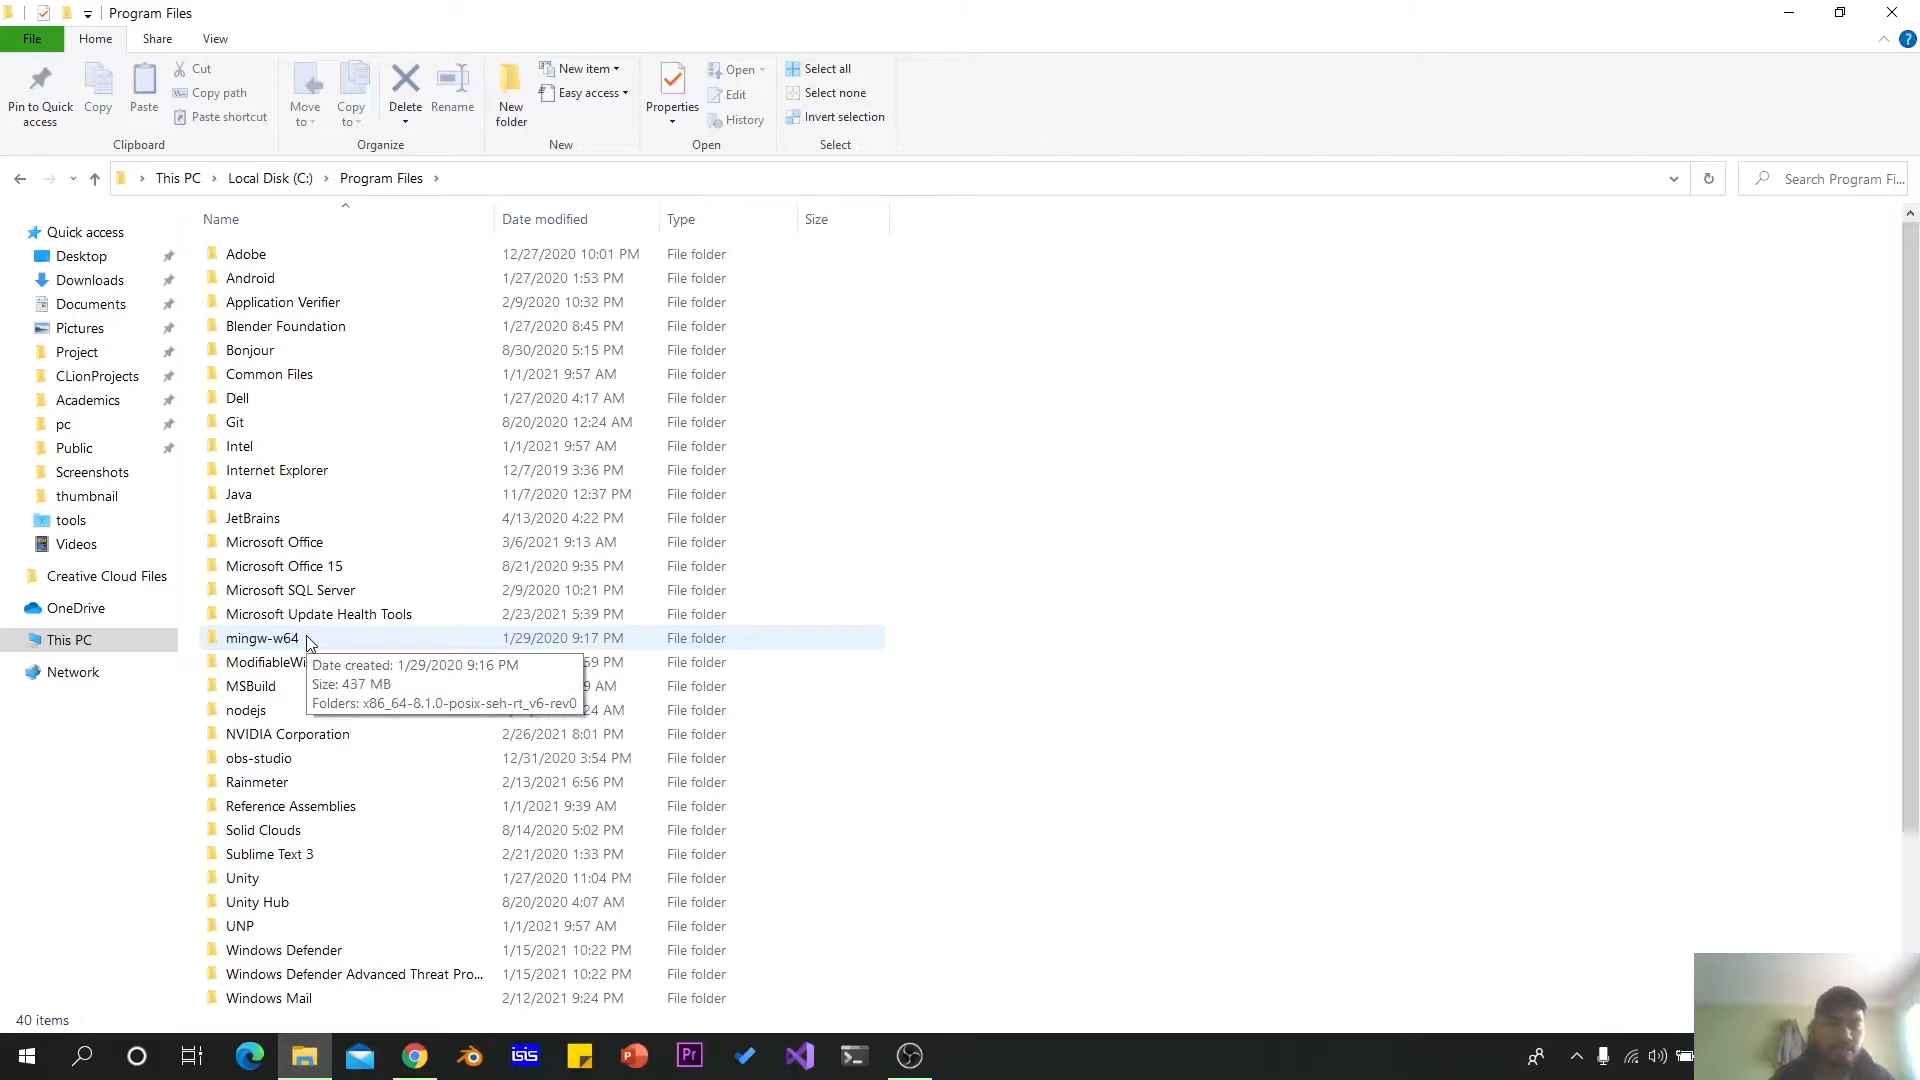 Program Files
File Home Share View
Pin to Quick access
Copy
Paste
Cut
Copy path
Paste shortcut
Clipboard
Move to
Copy to
Delete
Rename
Organize
New folder
New item
Easy access
New
Properties
Open
Edit
History
Open
Select all
Select none
Invert selection
Select
This PC Local Disk (C:) Program Files
Search Program Fi...
Name Date modified Type Size
Quick access
Desktop
Downloads
Documents
Pictures
Project
CLionProjects
Academics
pc
Public
Screenshots
thumbnail
tools
Videos
Creative Cloud Files
OneDrive
This PC
Network
Adobe 12/27/2020 10:01 PM File folder
Android 1/27/2020 1:53 PM File folder
Application Verifier 2/9/2020 10:32 PM File folder
Blender Foundation 1/27/2020 8:45 PM File folder
Bonjour 8/30/2020 5:15 PM File folder
Common Files 1/1/2021 9:57 AM File folder
Dell 1/27/2020 4:17 AM File folder
Git 8/20/2020 12:24 AM File folder
Intel 1/1/2021 9:57 AM File folder
Internet Explorer 12/7/2019 3:36 PM File folder
Java 11/7/2020 12:37 PM File folder
JetBrains 4/13/2020 4:22 PM File folder
Microsoft Office 3/6/2021 9:13 AM File folder
Microsoft Office 15 8/21/2020 9:35 PM File folder
Microsoft SQL Server 2/9/2020 10:21 PM File folder
Microsoft Update Health Tools 2/23/2021 5:39 PM File folder
mingw-w64 1/29/2020 9:17 PM File folder
ModifiableWi 59 PM File folder
MSBuild 9 AM File folder
nodejs 24 AM File folder
Date created: 1/29/2020 9:16 PM
Size: 437 MB
Folders: x86_64-8.1.0-posix-seh-rt_v6-rev0
NVIDIA Corporation 2/26/2021 8:01 PM File folder
obs-studio 12/31/2020 3:54 PM File folder
Rainmeter 2/13/2021 6:56 PM File folder
Reference Assemblies 1/1/2021 9:39 AM File folder
Solid Clouds 8/14/2020 5:02 PM File folder
Sublime Text 3 2/21/2020 1:33 PM File folder
Unity 1/27/2020 11:04 PM File folder
Unity Hub 8/20/2020 4:07 AM File folder
UNP 1/1/2021 9:57 AM File folder
Windows Defender 1/15/2021 10:22 PM File folder
Windows Defender Advanced Threat Pro... 1/15/2021 10:22 PM File folder
Windows Mail 2/12/2021 9:24 PM File folder
40 items
isis
Pr